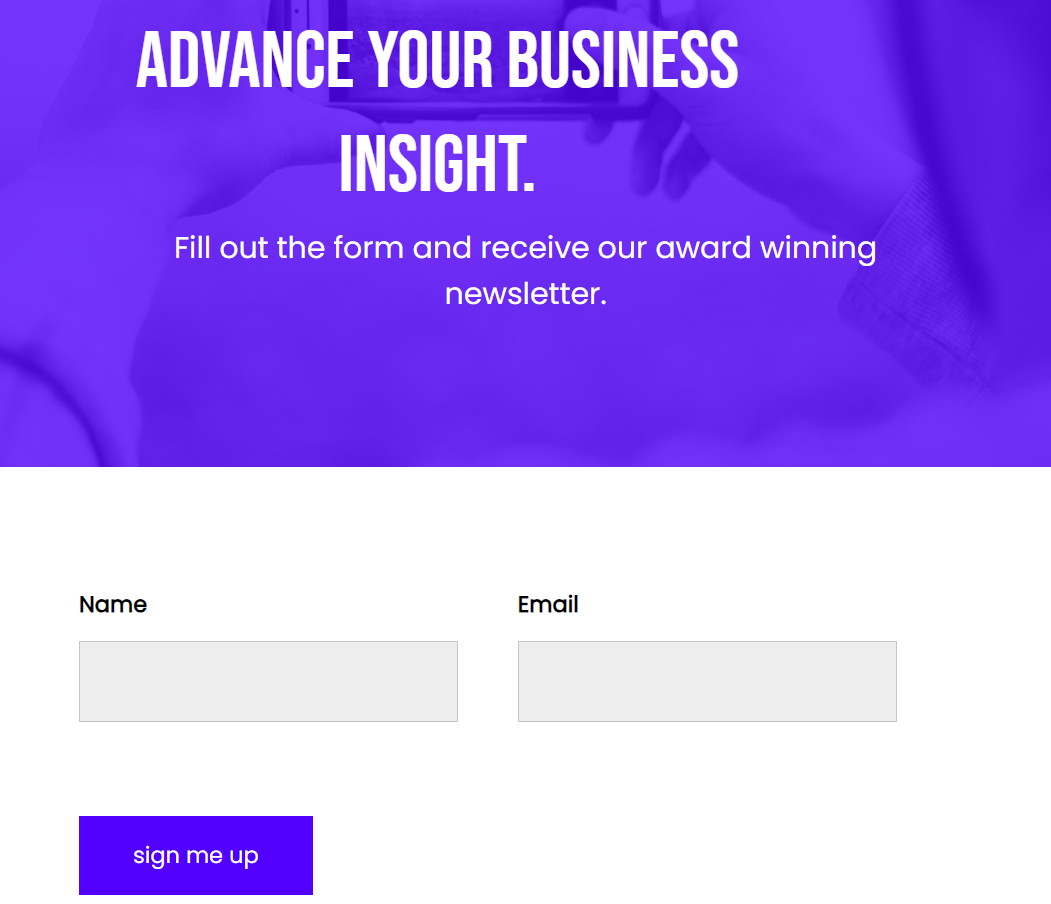 ADVANCE YOUR BUSINESS
INSIGHT.
Fill out the form and receive our award winning
newsletter.
Name
Email
sign me up